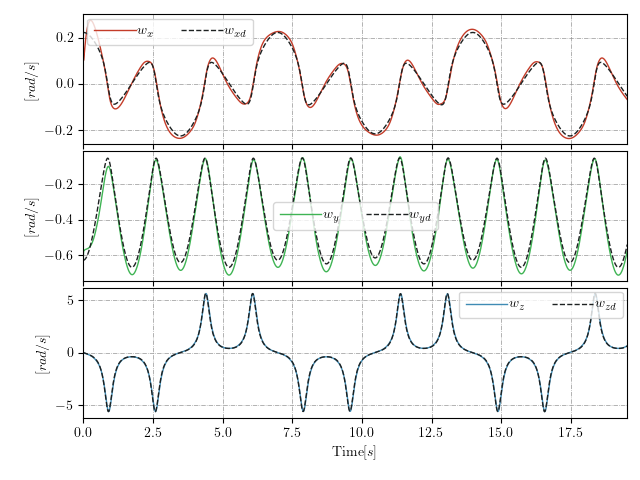 0.2
0.0
−0.2
[rad/s]
w_x w_xd
−0.2
−0.4
−0.6
[rad/s]
w_y w_yd
5
0
−5
[rad/s]
w_z w_zd
0.0 2.5 5.0 7.5 10.0 12.5 15.0 17.5
Time[s]